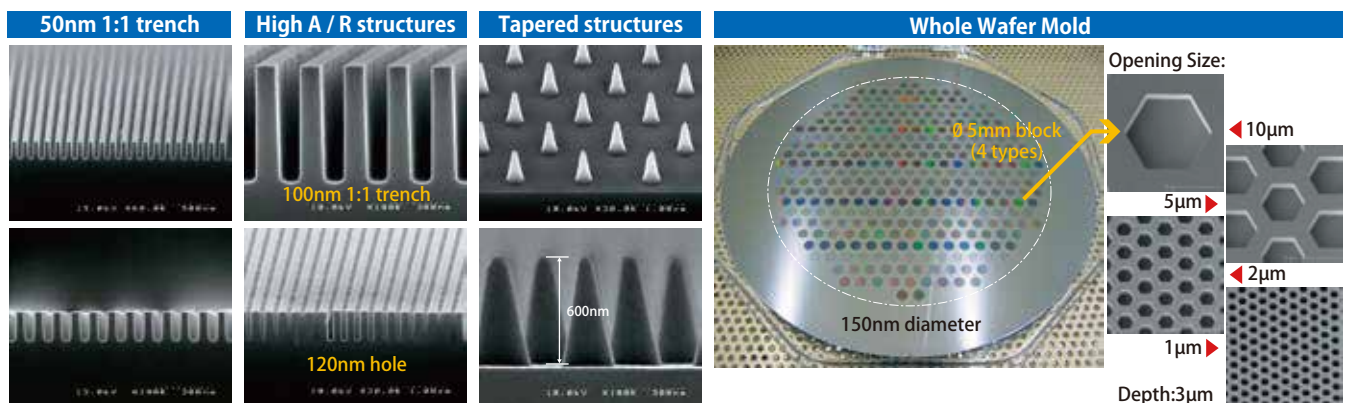 50nm 1:1 trench
High A / R structures
Tapered structures
Whole Wafer Mold
100nm 1:1 trench
120nm hole
600nm
Ø 5mm block
(4 types)
150nm diameter
Opening Size:
10μm
5μm
2μm
1μm
Depth:3μm